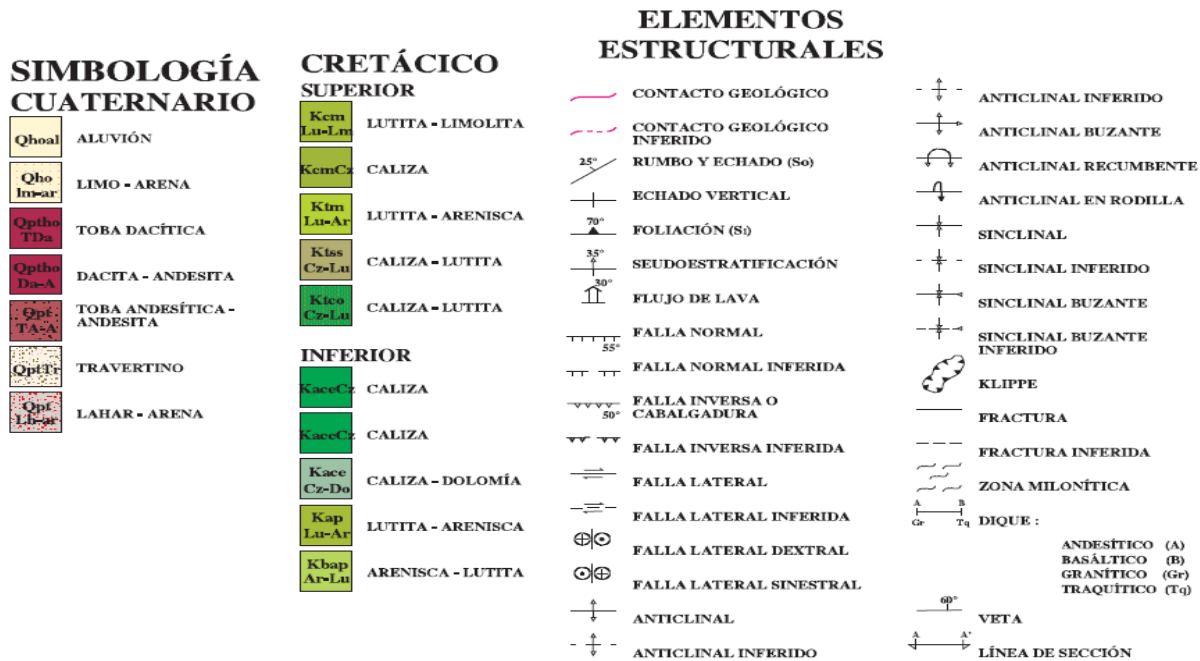 SIMBOLOGÍA
CUATERNARIO
Qhoal ALUVIÓN
Qho
lm-ar LIMO - ARENA
Qptho
TDa TOBA DACÍTICA
Qptho
Da-A DACITA - ANDESITA
Qpt
TA-A TOBA ANDESÍTICA -
ANDESITA
QptTr TRAVERTINO
Qpt
Lh-ar LAHAR - ARENA
CRETÁCICO
SUPERIOR
Kcm
Lu-Lm LUTITA - LIMOLITA
KcmCz CALIZA
Ktm
Lu-Ar LUTITA - ARENISCA
Ktss
Cz-Lu CALIZA - LUTITA
Ktco
Cz-Lu CALIZA - LUTITA
INFERIOR
KaceCz CALIZA
KaceCz CALIZA
Kace
Cz-Do CALIZA - DOLOMÍA
Kap
Lu-Ar LUTITA - ARENISCA
Kbap
Ar-Lu ARENISCA - LUTITA
ELEMENTOS
ESTRUCTURALES
CONTACTO GEOLÓGICO
CONTACTO GEOLÓGICO
INFERIDO
25° RUMBO Y ECHADO (So)
ECHADO VERTICAL
70° FOLIACIÓN (S1)
35° SEUDOESTRATIFICACIÓN
30° FLUJO DE LAVA
FALLA NORMAL
55°
FALLA NORMAL INFERIDA
FALLA INVERSA O
50° CABALGADURA
FALLA INVERSA INFERIDA
FALLA LATERAL
FALLA LATERAL INFERIDA
FALLA LATERAL DEXTRAL
FALLA LATERAL SINESTRAL
ANTICLINAL
ANTICLINAL INFERIDO
ANTICLINAL INFERIDO
ANTICLINAL BUZANTE
ANTICLINAL RECUMBENTE
ANTICLINAL EN RODILLA
SINCLINAL
SINCLINAL INFERIDO
SINCLINAL BUZANTE
SINCLINAL BUZANTE
INFERIDO
KLIPPE
FRACTURA
FRACTURA INFERIDA
ZONA MILONÍTICA
A B
Gr Tq DIQUE :
ANDESÍTICO (A)
BASÁLTICO (B)
GRANÍTICO (Gr)
TRAQUÍTICO (Tq)
60° VETA
A A' LÍNEA DE SECCIÓN